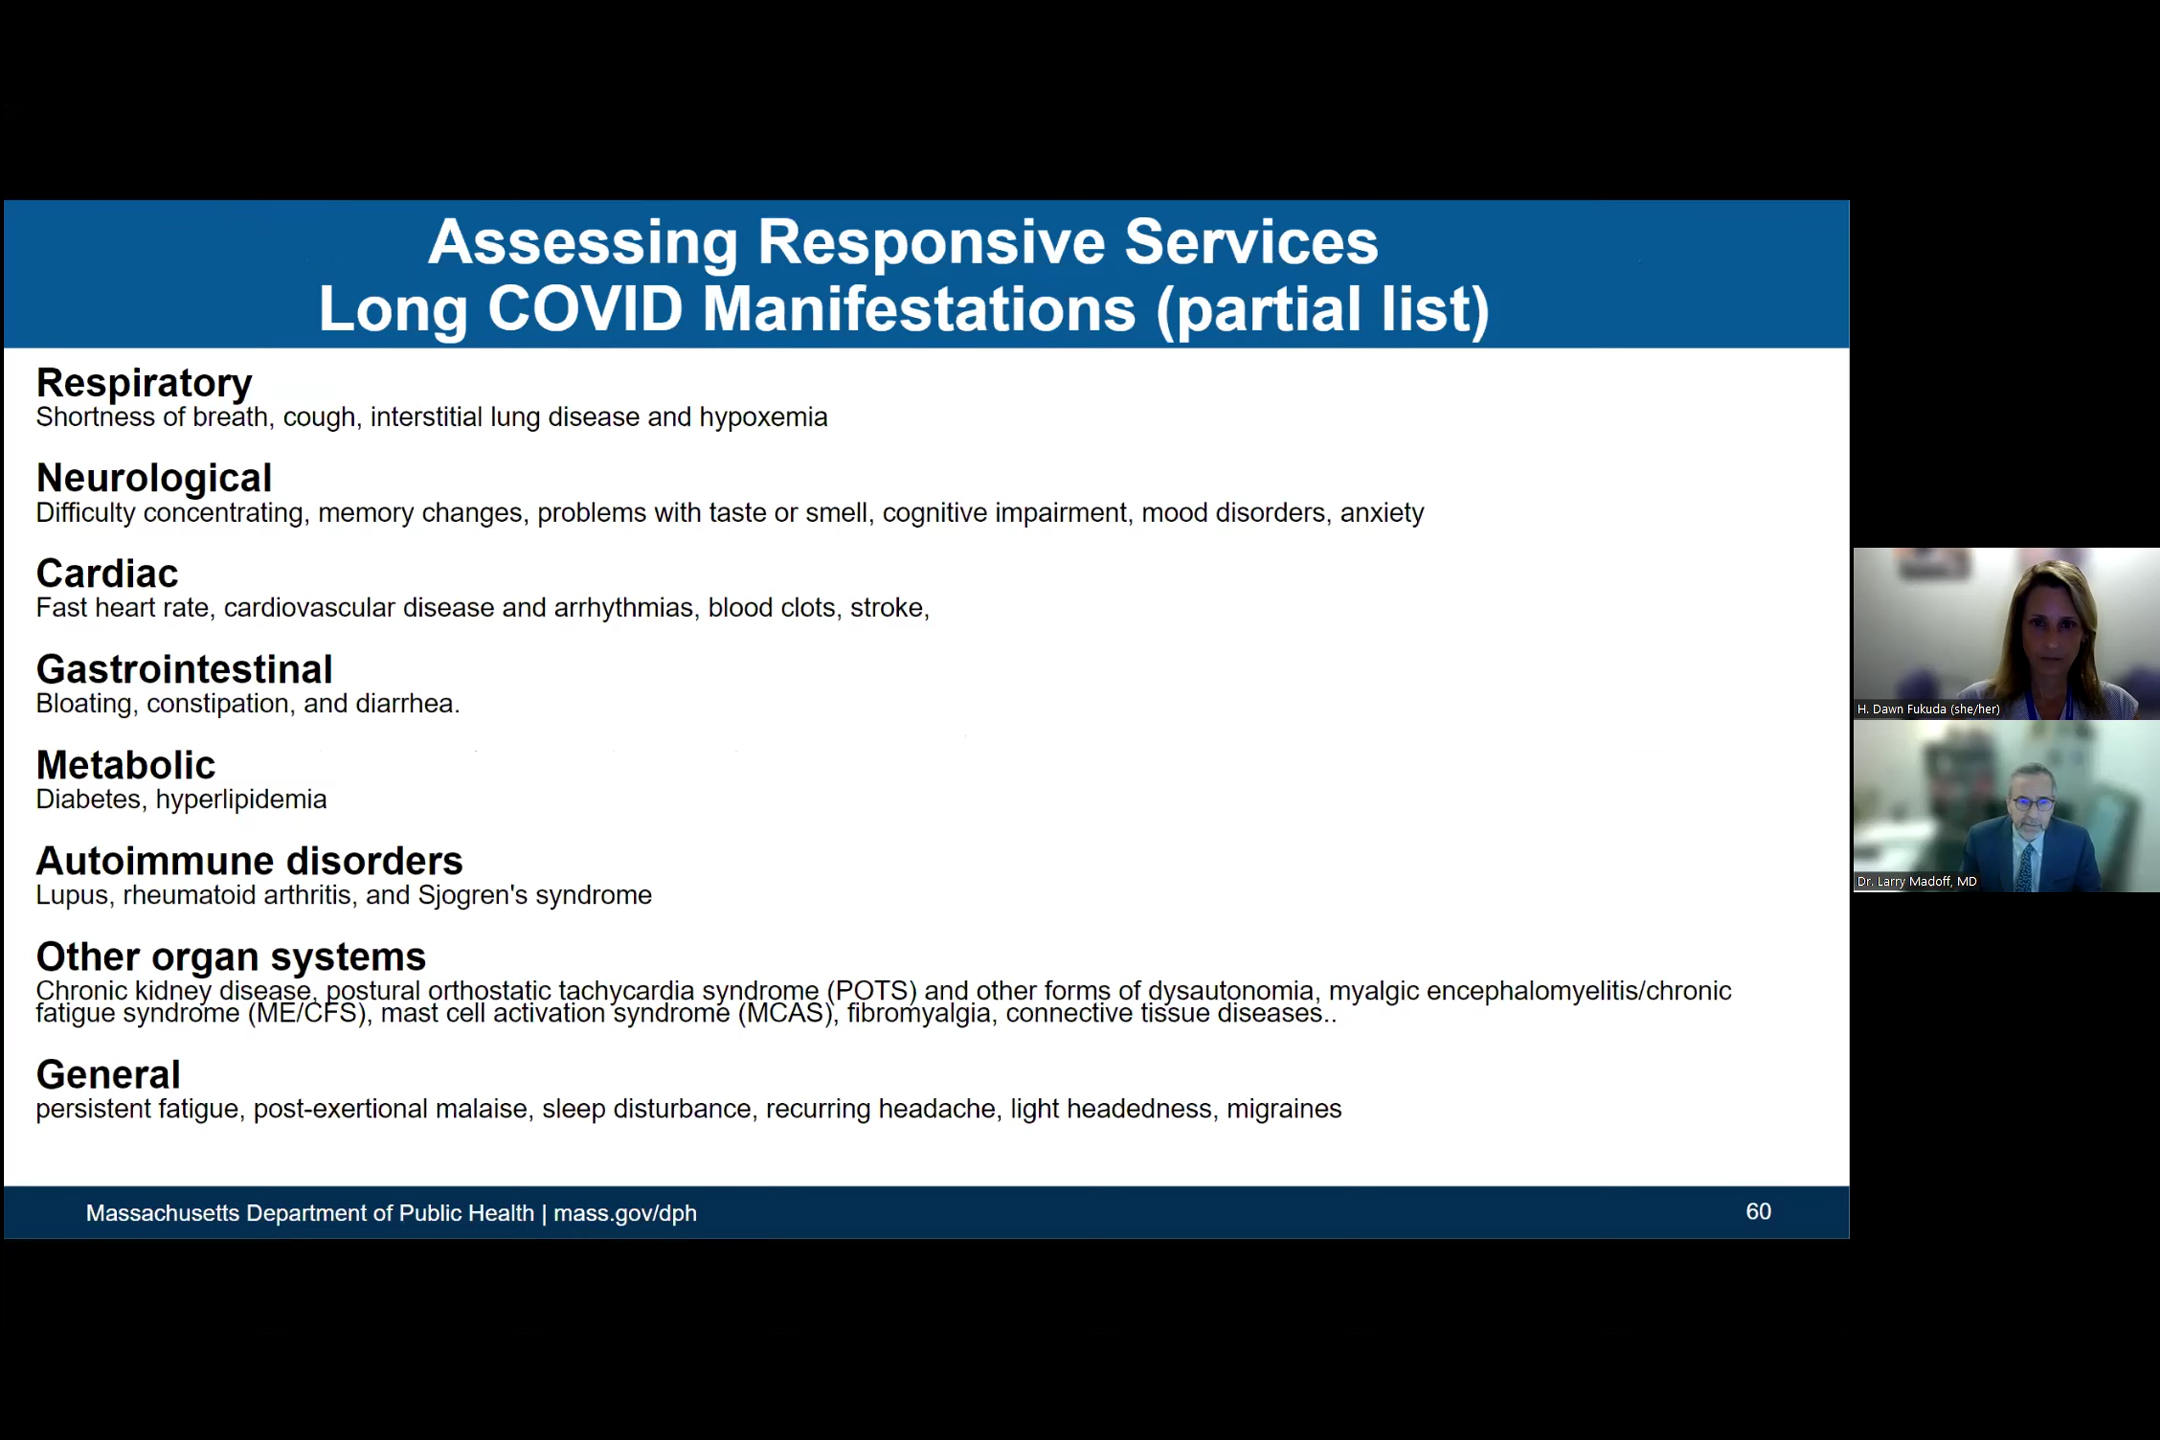 Assessing Responsive Services
Long COVID Manifestations (partial list)
Respiratory
Shortness of breath, cough, interstitial lung disease and hypoxemia
Neurological
Difficulty concentrating, memory changes, problems with taste or smell, cognitive impairment, mood disorders, anxiety
Cardiac
Fast heart rate, cardiovascular disease and arrhythmias, blood clots, stroke,
Gastrointestinal
Bloating, constipation, and diarrhea.
Metabolic
Diabetes, hyperlipidemia
Autoimmune disorders
Lupus, rheumatoid arthritis, and Sjogren's syndrome
Other organ systems
Chronic kidney disease, postural orthostatic tachycardia syndrome (POTS) and other forms of dysautonomia, myalgic encephalomyelitis/chronic
fatigue syndrome (ME/CFS), mast cell activation syndrome (MCAS), fibromyalgia, connective tissue diseases..
General
persistent fatigue, post-exertional malaise, sleep disturbance, recurring headache, light headedness, migraines
Massachusetts Department of Public Health | mass.gov/dph
60
H. Dawn Fukuda (she/her)
Dr. Larry Madoff, MD